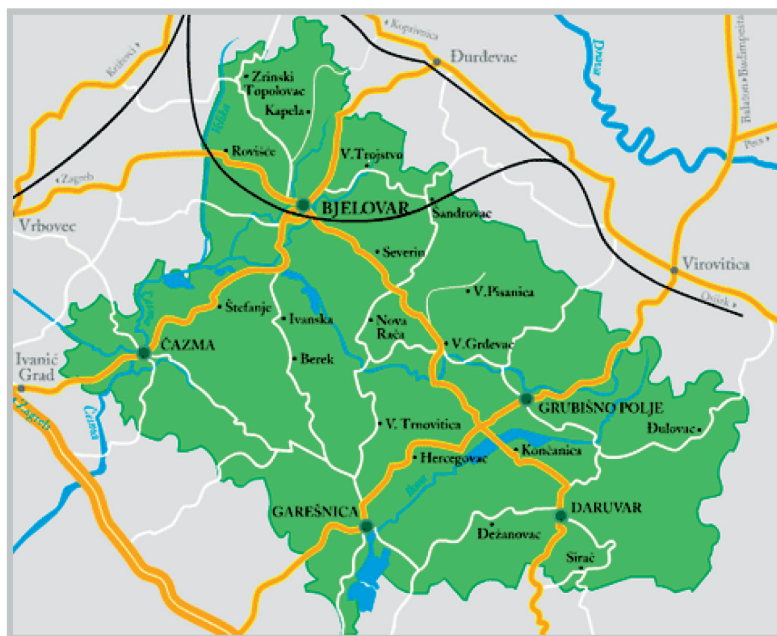 Koprivnica
Križevci
Đurđevac
Drava
Balaton-Budimpešta
Zrinski
Topolovac
Kapela
Rovišće
V.Trojstvo
Pecs
Zagreb
Vrbovec
BJELOVAR
Šandrovac
Severin
Virovitica
V.Pisanica
Osijek
Štefanje
Ivanska
Nova
Rača
V.Grđevac
Ivanić
Grad
ČAZMA
Berek
GRUBIŠNO POLJE
Zagreb
V. Trnovitica
Đulovac
Hercegovac
Končanica
Ilova
GAREŠNICA
DARUVAR
Dežanovac
Sirač